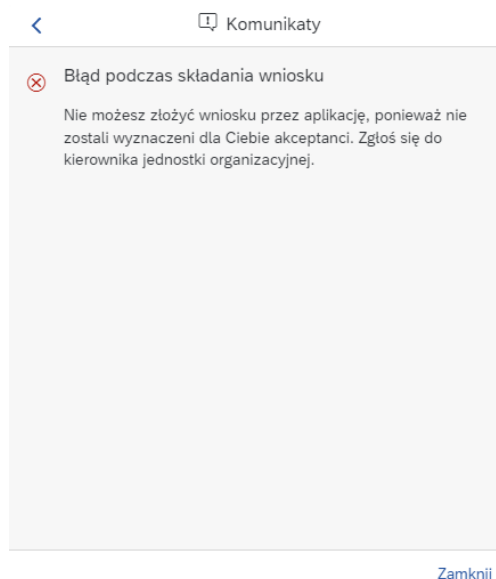 Komunikaty
Błąd podczas składania wniosku
Nie możesz złożyć wniosku przez aplikację, ponieważ nie
zostali wyznaczeni dla Ciebie akceptanci. Zgłoś się do
kierownika jednostki organizacyjnej.
Zamknij